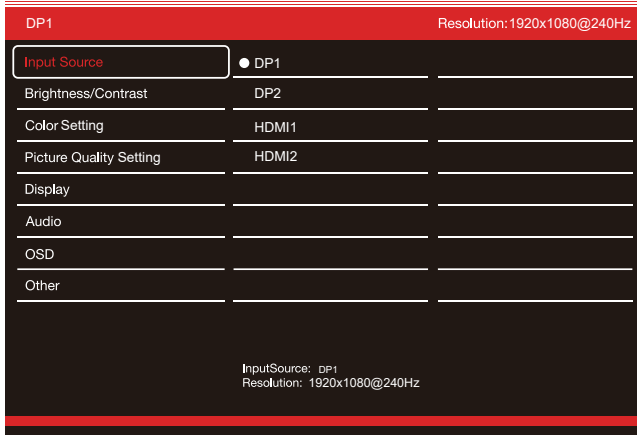 DP1 Resolution:1920x1080@240Hz
Input Source DP1
Brightness/Contrast DP2
Color Setting HDMI1
Picture Quality Setting HDMI2
Display
Audio
OSD
Other
InputSource: DP1
Resolution: 1920x1080@240Hz